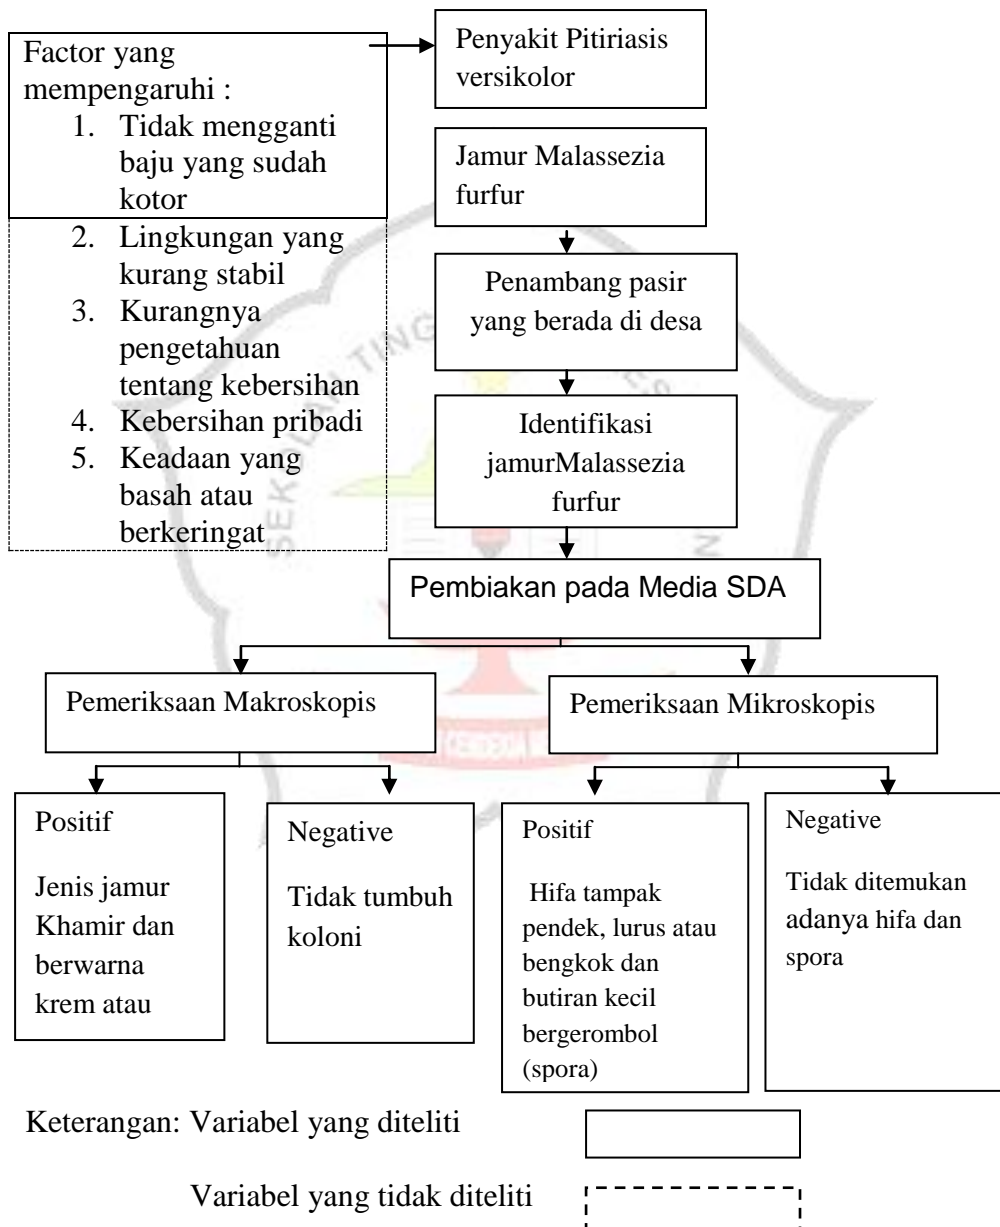 Factor yang
mempengaruhi :
1. Tidak mengganti
baju yang sudah
kotor
2. Lingkungan yang
kurang stabil
3. Kurangnya
pengetahuan
tentang kebersihan
4. Kebersihan pribadi
5. Keadaan yang
basah atau
berkeringat
Penyakit Pitiriasis
versikolor
Jamur Malassezia
furfur
Penambang pasir
yang berada di desa
Identifikasi
jamurMalassezia
furfur
Pembiakan pada Media SDA
Pemeriksaan Makroskopis
Pemeriksaan Mikroskopis
Positif
Jenis jamur
Khamir dan
berwarna
krem atau
Negative
Tidak tumbuh
koloni
Positif
Hifa tampak
pendek, lurus atau
bengkok dan
butiran kecil
bergerombol
(spora)
Negative
Tidak ditemukan
adanya hifa dan
spora
Keterangan: Variabel yang diteliti
Variabel yang tidak diteliti
SEKOLAH